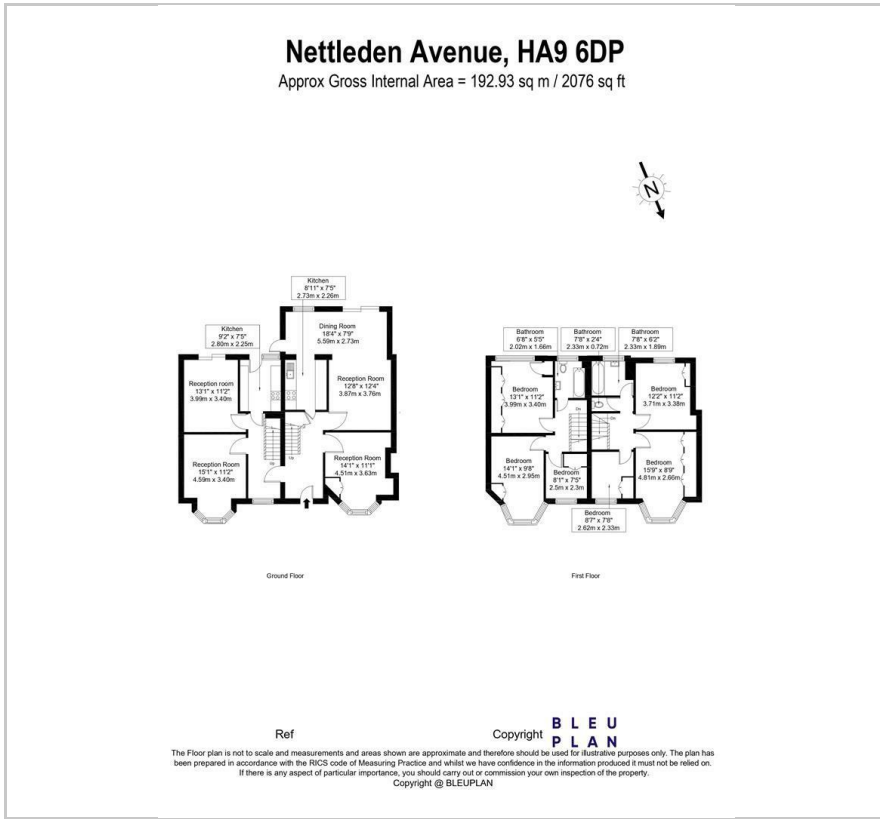 Nettleden Avenue, HA9 6DP
Approx Gross Internal Area = 192.93 sq m / 2076 sq ft
N
Kitchen
8'11" x 7'5"
2.73m x 2.26m
Kitchen
9'2" x 7'5"
2.80m x 2.25m
Dining Room
18'4" x 7'9"
5.59m x 2.73m
Reception room
13'1" x 11'2"
3.99m x 3.40m
Reception Room
12'8" x 12'4"
3.87m x 3.76m
Reception Room
15'1" x 11'2"
4.59m x 3.40m
Reception Room
14'1" x 11'1"
4.51m x 3.63m
Up
Up
Ground Floor
Bathroom
6'8" x 5'5"
2.02m x 1.66m
Bathroom
7'8" x 2'4"
2.33m x 0.72m
Bathroom
7'8" x 6'2"
2.33m x 1.89m
Bedroom
13'1" x 11'2"
3.99m x 3.40m
Bedroom
12'2" x 11'2"
3.71m x 3.38m
Dn
Dn
Bedroom
14'1" x 9'8"
4.51m x 2.95m
Bedroom
8'1" x 7'5"
2.5m x 2.3m
Bedroom
15'9" x 8'9"
4.81m x 2.66m
Bedroom
8'7" x 7'8"
2.62m x 2.33m
First Floor
Ref
Copyright
BLEU
PLAN
The Floor plan is not to scale and measurements and areas shown are approximate and therefore should be used for illustrative purposes only. The plan has
been prepared in accordance with the RICS code of Measuring Practice and whilst we have confidence in the information produced it must not be relied on.
If there is any aspect of particular importance, you should carry out or commission your own inspection of the property.
Copyright @ BLEUPLAN